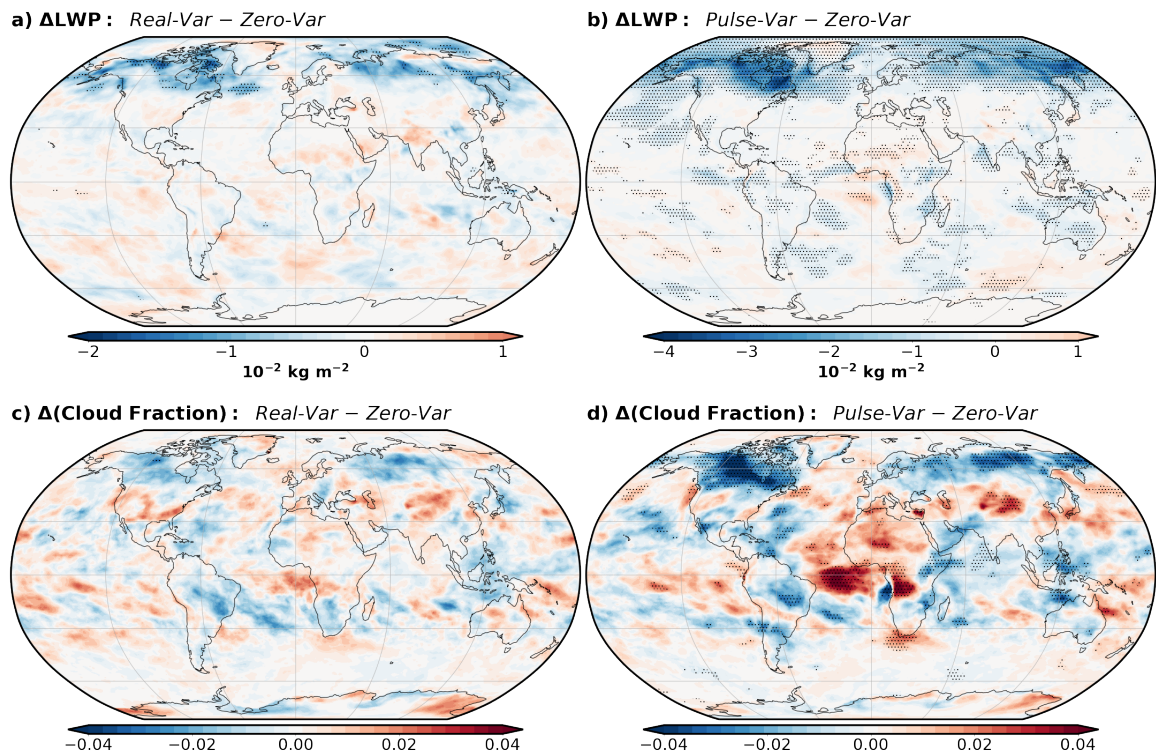 a) ΔLWP : Real-Var − Zero-Var
b) ΔLWP : Pulse-Var − Zero-Var
−2 −1 0 1
10⁻² kg m⁻²
−4 −3 −2 −1 0 1
10⁻² kg m⁻²
c) Δ(Cloud Fraction) : Real-Var − Zero-Var
d) Δ(Cloud Fraction) : Pulse-Var − Zero-Var
−0.04 −0.02 0.00 0.02 0.04
−0.04 −0.02 0.00 0.02 0.04